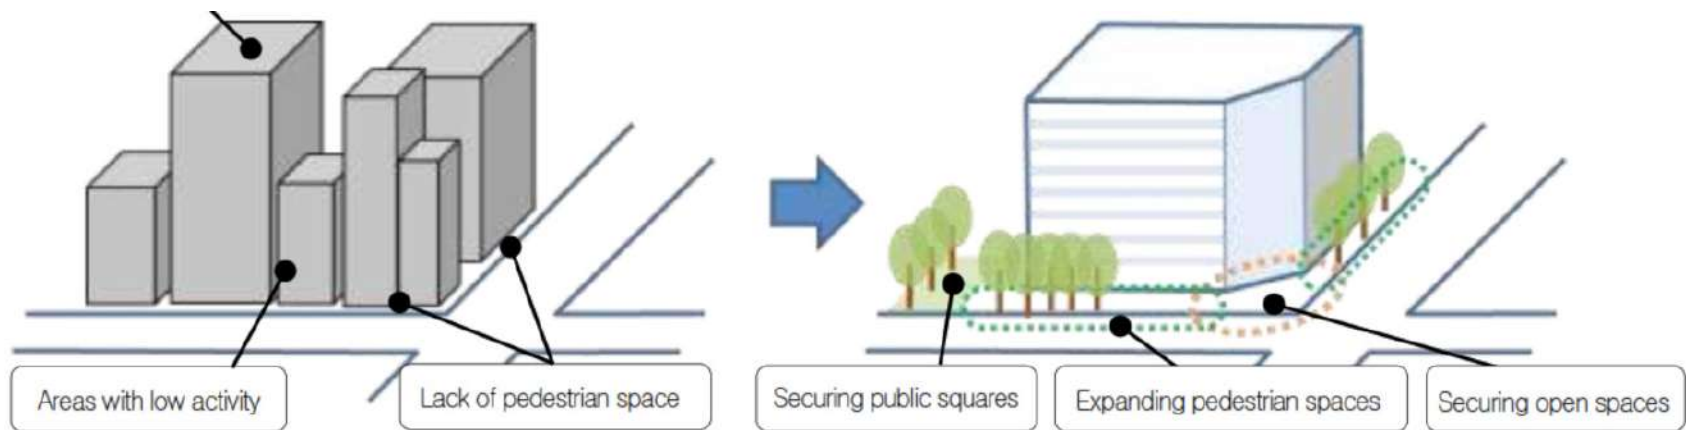 Areas with low activity
Lack of pedestrian space
Securing public squares
Expanding pedestrian spaces
Securing open spaces